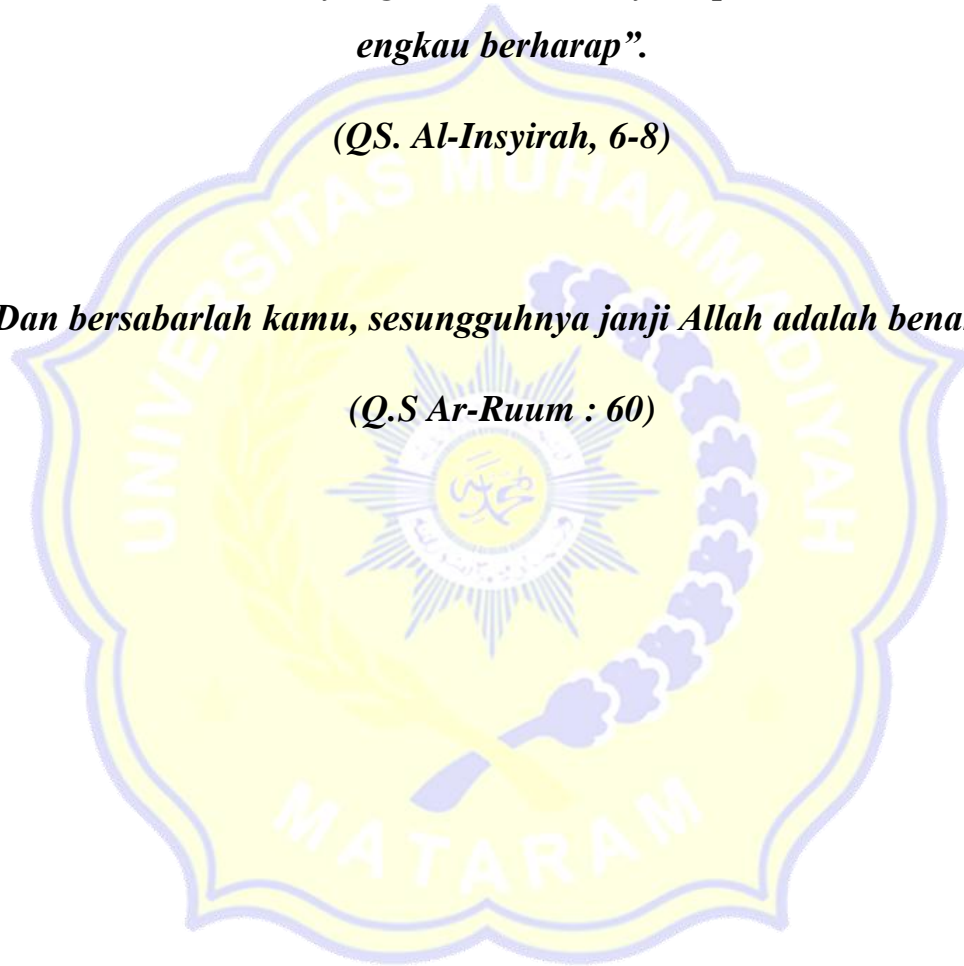 engkau berharap”.
(QS. Al-Insyirah, 6-8)
Dan bersabarlah kamu, sesungguhnya janji Allah adalah benar
(Q.S Ar-Ruum : 60)
UNIVERSITAS MUHAMMADIYAH
MATARAM